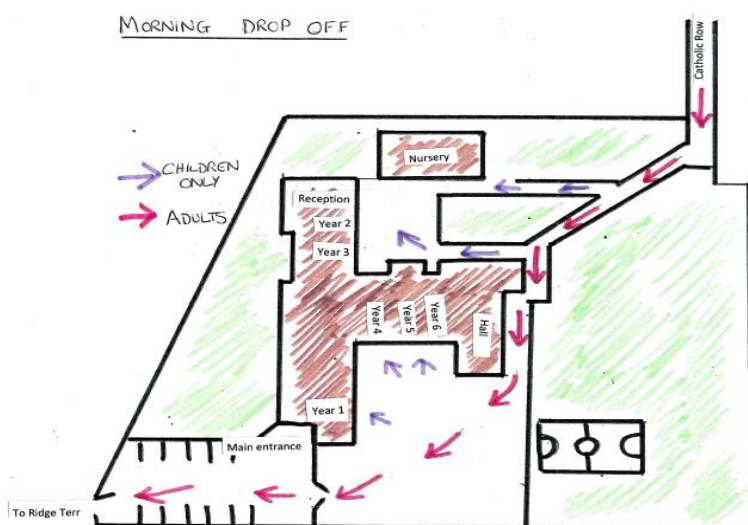 MORNING DROP OFF
Catholic Row
CHILDREN
ONLY
ADULTS
Nursery
Reception
Year 2
Year 3
Year 4
Year 5
Year 6
Hall
Year 1
Main entrance
To Ridge Terr